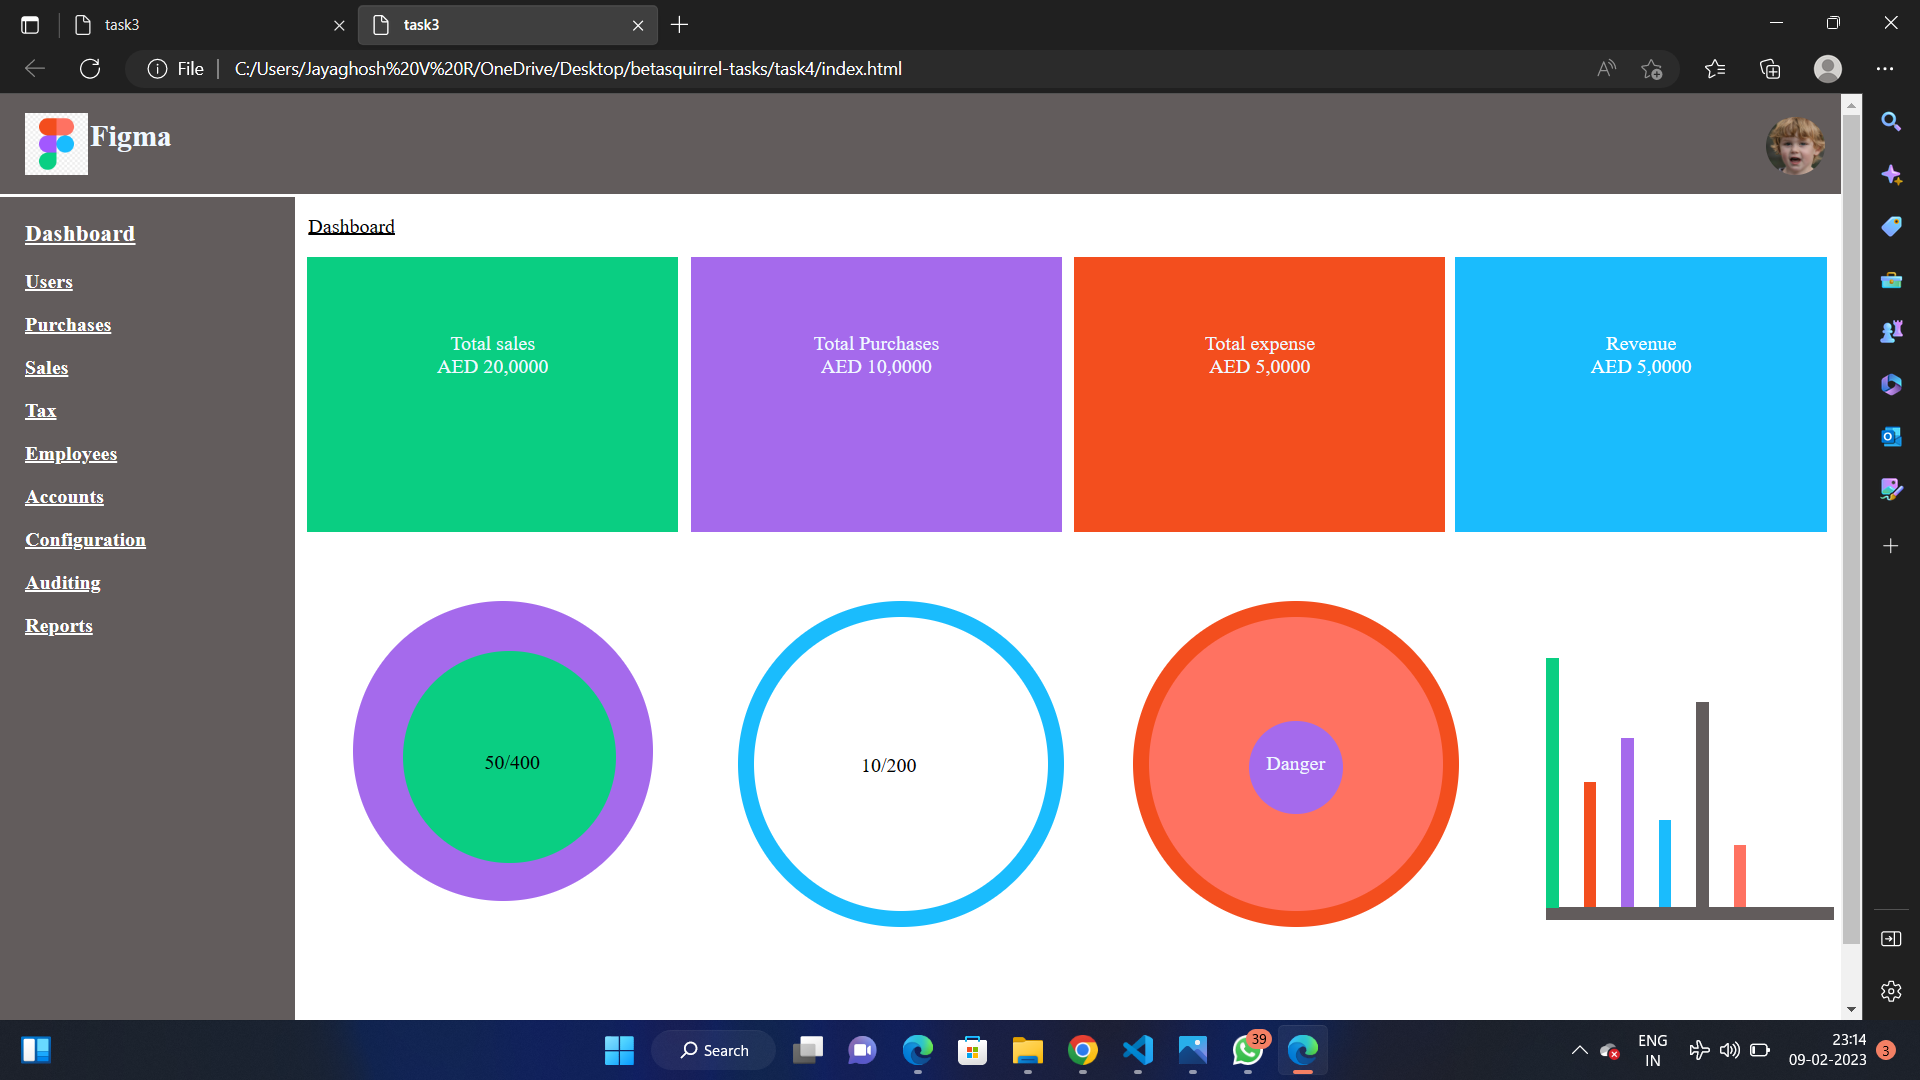 task3
task3
File
C:/Users/Jayaghosh%20V%20R/OneDrive/Desktop/betasquirrel-tasks/task4/index.html
Figma
Dashboard
Users
Purchases
Sales
Tax
Employees
Accounts
Configuration
Auditing
Reports
Dashboard
Total sales
AED 20,0000
Total Purchases
AED 10,0000
Total expense
AED 5,0000
Revenue
AED 5,0000
50/400
10/200
Danger
Search
39
ENG
IN
23:14
09-02-2023
3